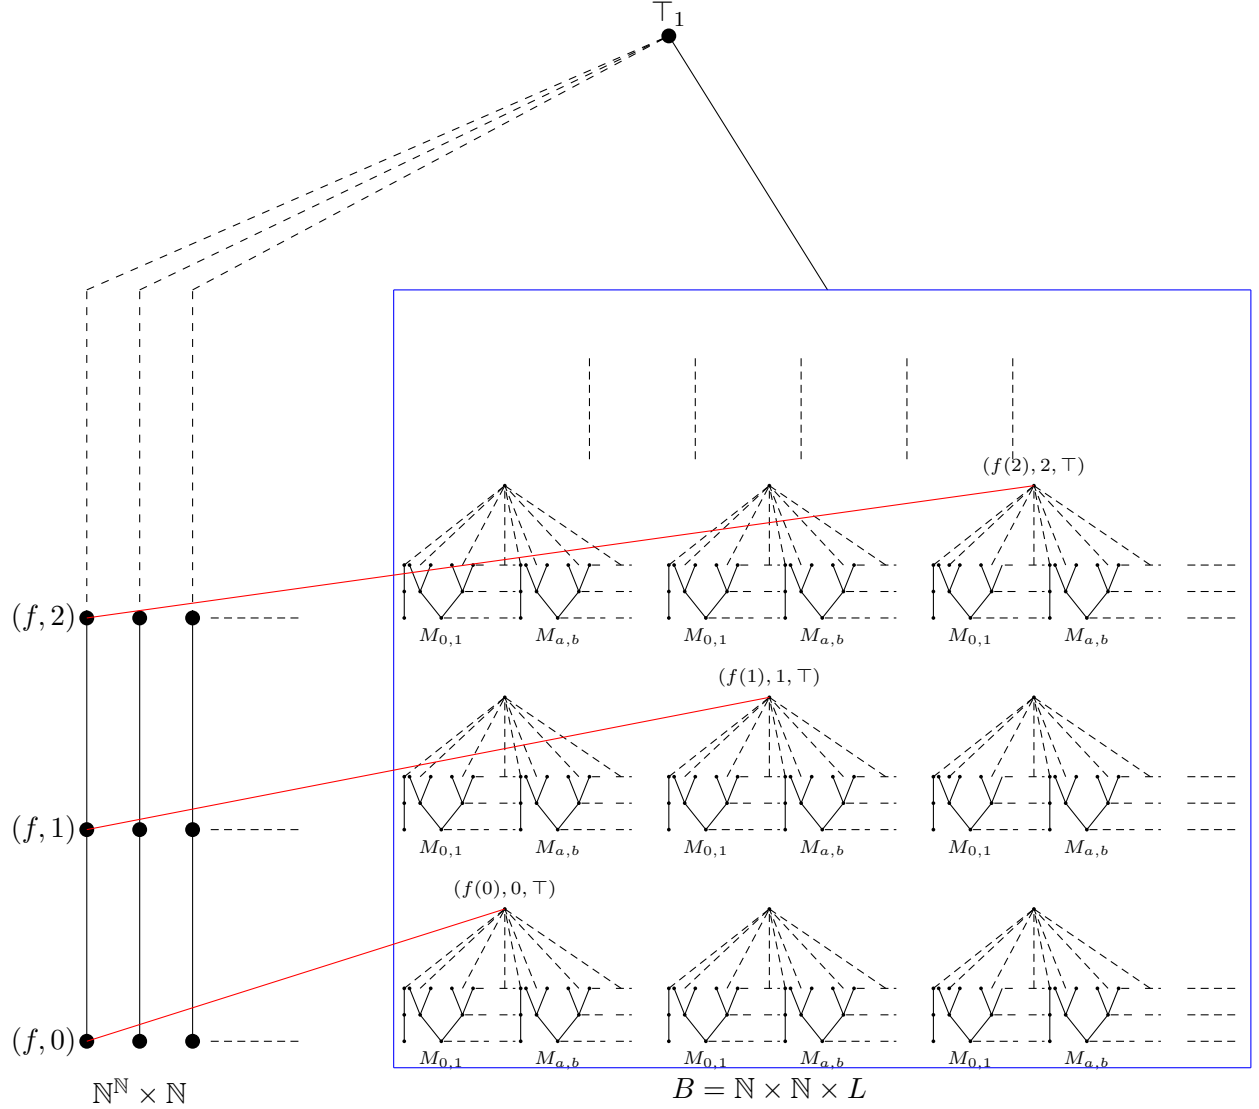 ⊤₁
(f(2), 2, ⊤)
(f, 2)
M₀,₁ Mₐ,ᵦ M₀,₁ Mₐ,ᵦ M₀,₁ Mₐ,ᵦ
(f(1), 1, ⊤)
(f, 1)
M₀,₁ Mₐ,ᵦ M₀,₁ Mₐ,ᵦ M₀,₁ Mₐ,ᵦ
(f(0), 0, ⊤)
(f, 0)
M₀,₁ Mₐ,ᵦ M₀,₁ Mₐ,ᵦ M₀,₁ Mₐ,ᵦ
ℕ^ℕ × ℕ
B = ℕ × ℕ × L